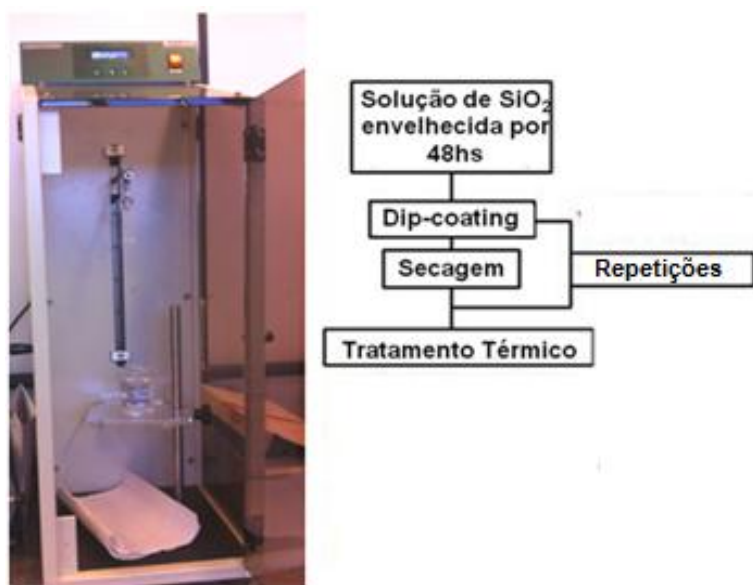 Solução de SiO₂
envelhecida por
48hs
Dip-coating
Secagem
Repetições
Tratamento Térmico